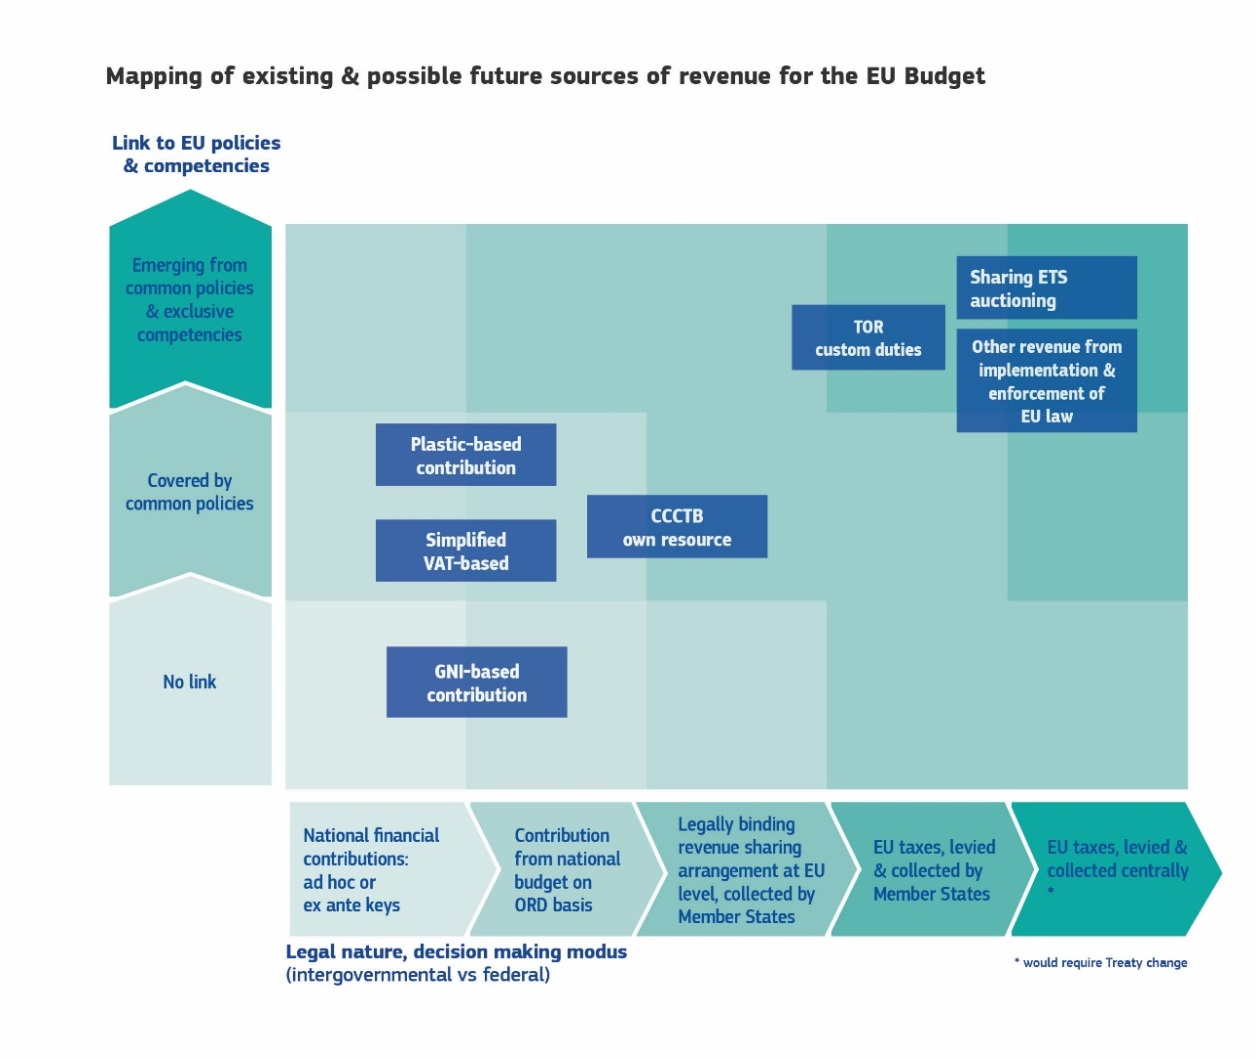 Mapping of existing & possible future sources of revenue for the EU Budget
Link to EU policies
& competencies
Emerging from
common policies
& exclusive
competencies
Covered by
common policies
No link
Sharing ETS
auctioning
TOR
custom duties
Other revenue from
implementation &
enforcement of
EU law
Plastic-based
contribution
CCCTB
own resource
Simplified
VAT-based
GNI-based
contribution
National financial
contributions:
ad hoc or
ex ante keys
Contribution
from national
budget on
ORD basis
Legally binding
revenue sharing
arrangement at EU
level, collected by
Member States
EU taxes, levied
& collected by
Member States
EU taxes, levied &
collected centrally
*
Legal nature, decision making modus
(intergovernmental vs federal)
* would require Treaty change